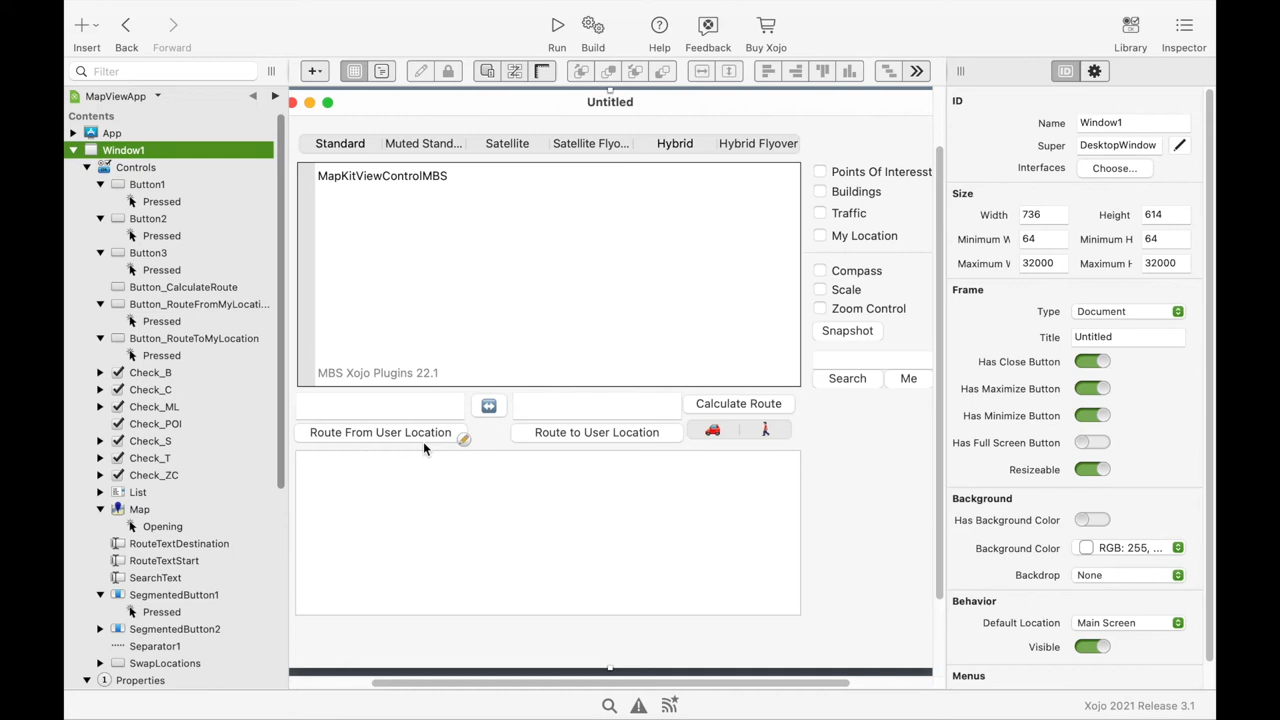 Insert
Back
Forward
Run
Build
Help
Feedback
Buy Xojo
Library
Inspector
Filter
MapViewApp
Contents
App
Window1
Controls
Button1
Pressed
Button2
Pressed
Button3
Pressed
Button_CalculateRoute
Button_RouteFromMyLocati...
Pressed
Button_RouteToMyLocation
Pressed
Check_B
Check_C
Check_ML
Check_POI
Check_S
Check_T
Check_ZC
List
Map
Opening
RouteTextDestination
RouteTextStart
SearchText
SegmentedButton1
Pressed
SegmentedButton2
Separator1
SwapLocations
Properties
Untitled
Standard
Muted Stand...
Satellite
Satellite Flyo...
Hybrid
Hybrid Flyover
MapKitViewControlMBS
MBS Xojo Plugins 22.1
Points Of Interesst
Buildings
Traffic
My Location
Compass
Scale
Zoom Control
Snapshot
Search
Me
Calculate Route
Route From User Location
Route to User Location
ID
Name
Window1
Super
DesktopWindow
Interfaces
Choose...
Size
Width
736
Height
614
Minimum W
64
Minimum H
64
Maximum W
32000
Maximum H
32000
Frame
Type
Document
Title
Untitled
Has Close Button
Has Maximize Button
Has Minimize Button
Has Full Screen Button
Resizeable
Background
Has Background Color
Background Color
RGB: 255, ...
Backdrop
None
Behavior
Default Location
Main Screen
Visible
Menus
Xojo 2021 Release 3.1